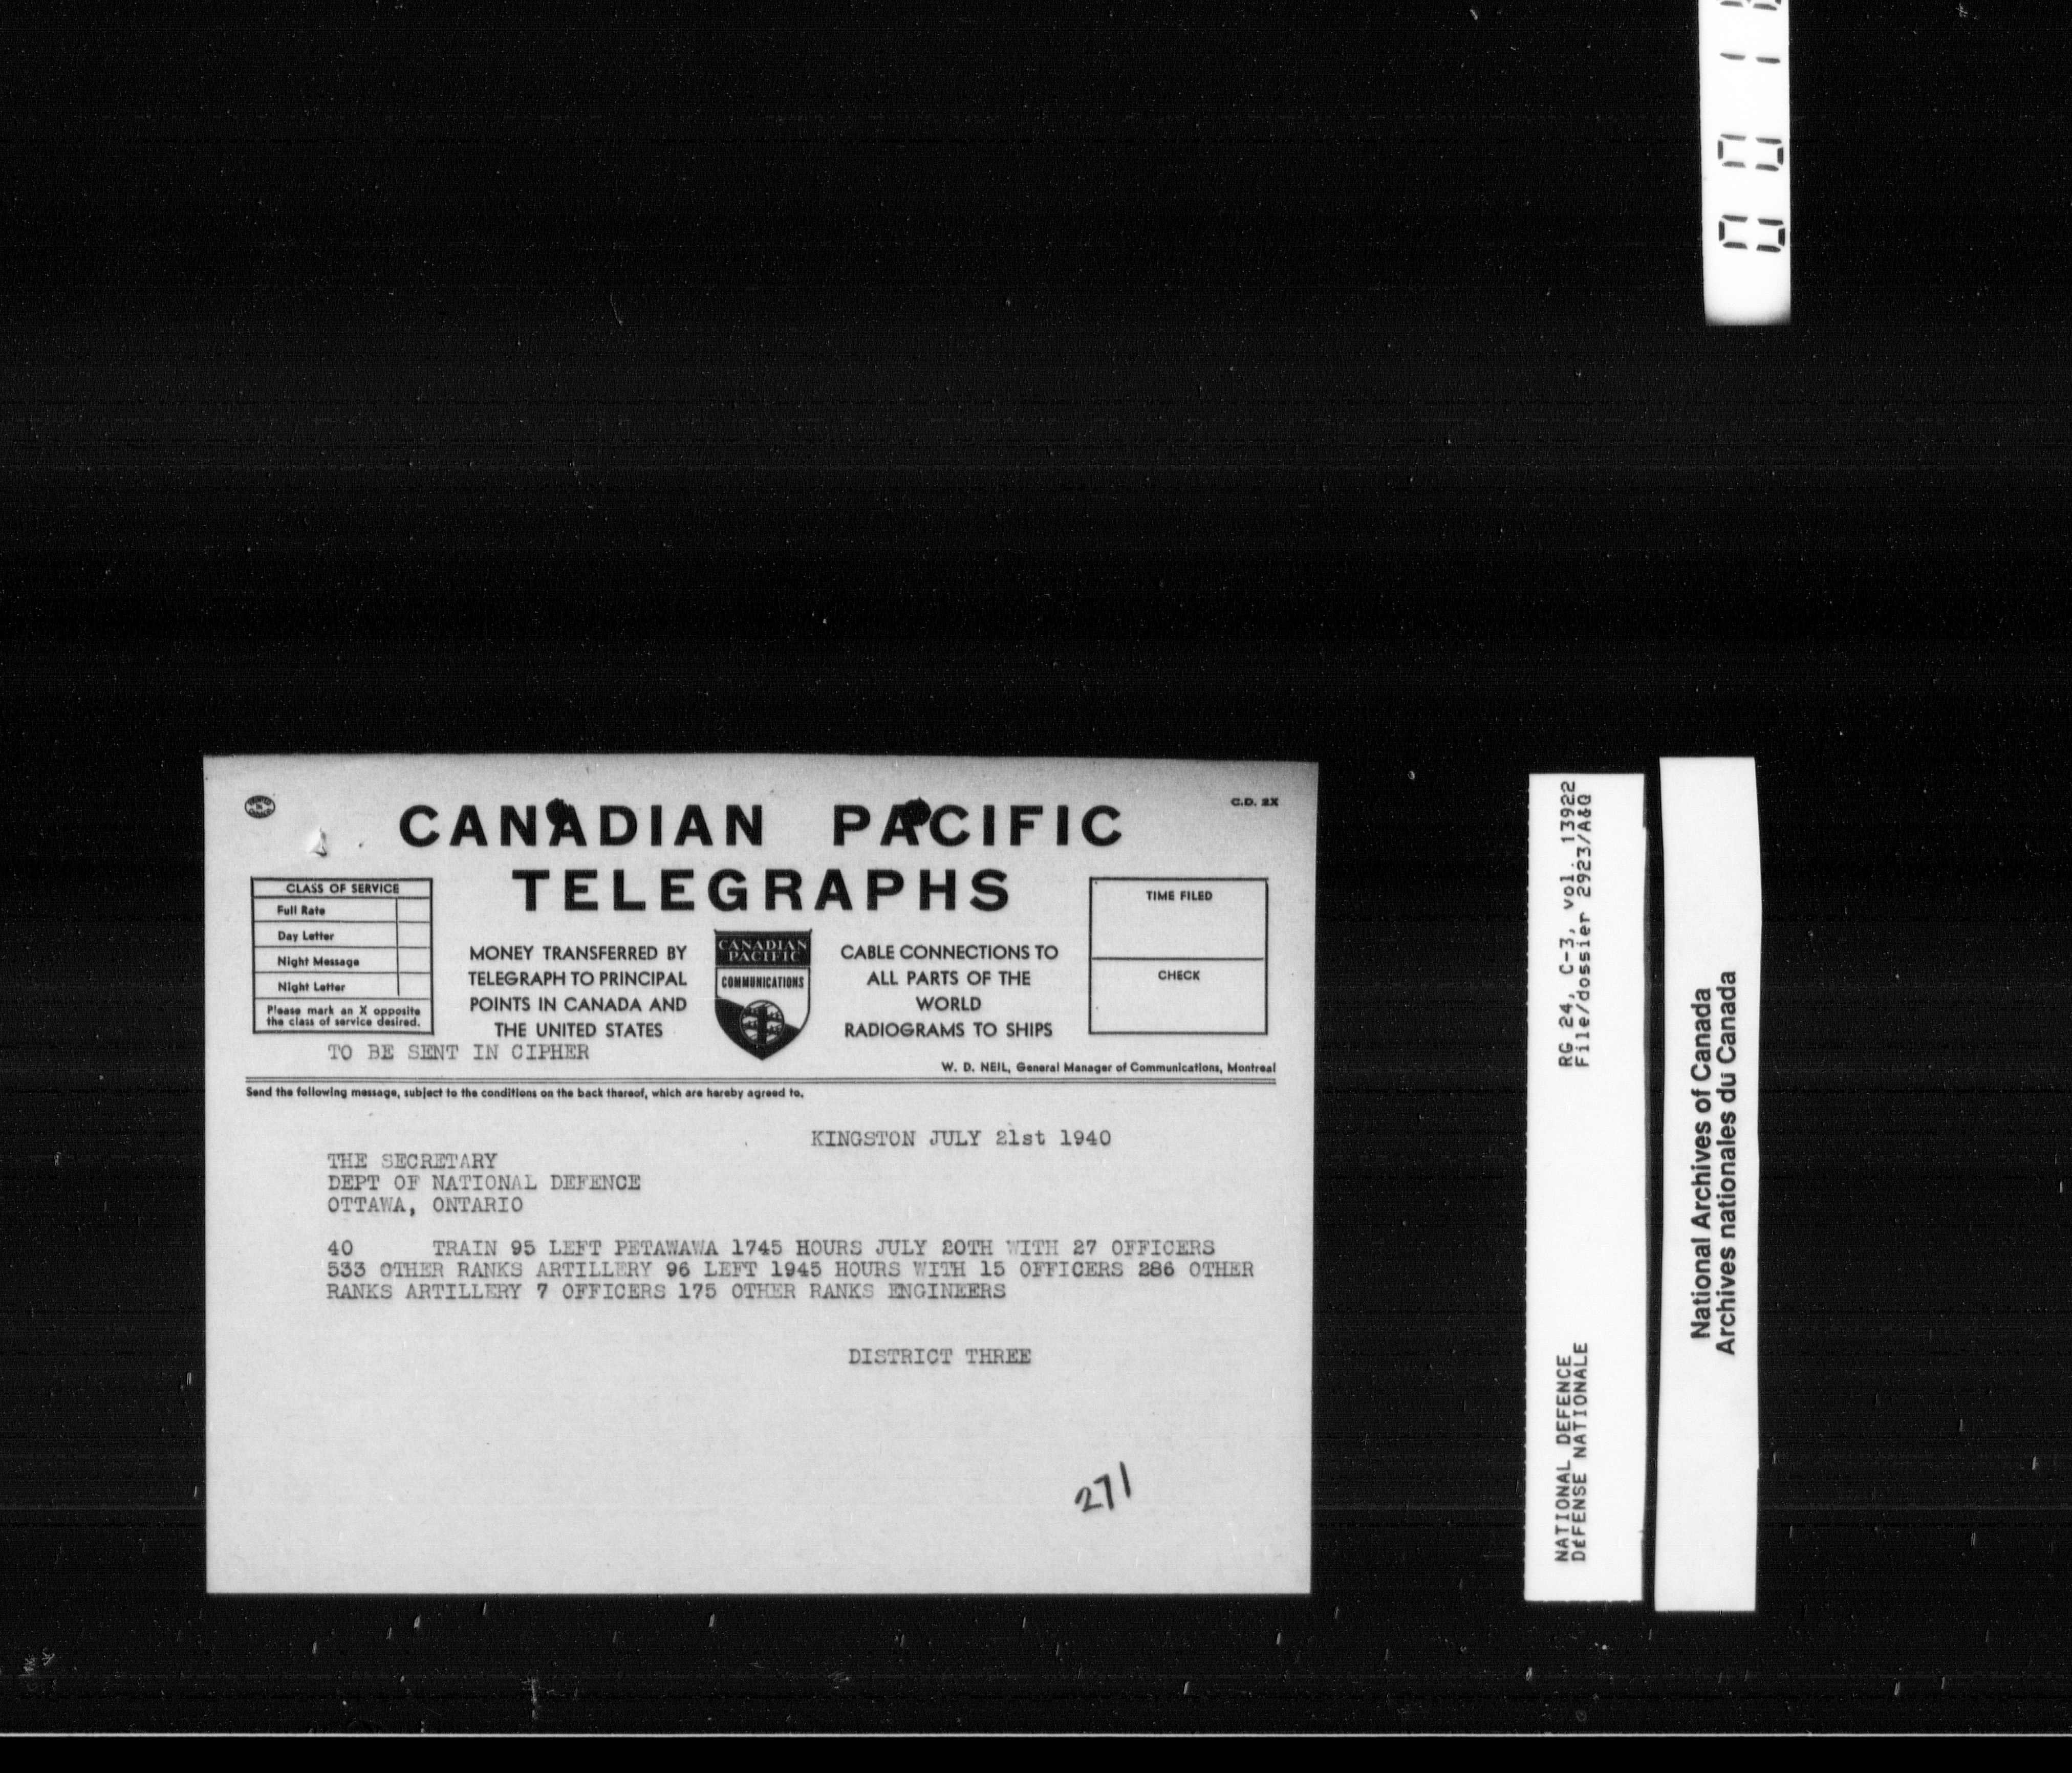 C.D. 2X
CANADIAN PACIFIC
TELEGRAPHS
CLASS OF SERVICE
Full Rate
Day Letter
Night Message
Night Letter
Please mark an X opposite
the class of service desired.
MONEY TRANSFERRED BY
TELEGRAPH TO PRINCIPAL
POINTS IN CANADA AND
THE UNITED STATES
CANADIAN
PACIFIC
COMMUNICATIONS
CABLE CONNECTIONS TO
ALL PARTS OF THE
WORLD
RADIOGRAMS TO SHIPS
TIME FILED
CHECK
TO BE SENT IN CIPHER
W. D. NEIL, General Manager of Communications, Montreal
Send the following message, subject to the conditions on the back thereof, which are hereby agreed to.
KINGSTON JULY 21st 1940
THE SECRETARY
DEPT OF NATIONAL DEFENCE
OTTAWA, ONTARIO
40 TRAIN 95 LEFT PETAWAWA 1745 HOURS JULY 20TH WITH 27 OFFICERS
533 OTHER RANKS ARTILLERY 96 LEFT 1945 HOURS WITH 15 OFFICERS 286 OTHER
RANKS ARTILLERY 7 OFFICERS 175 OTHER RANKS ENGINEERS
DISTRICT THREE
271
NATIONAL DEFENCE RG 24, C-3, vol. 13922
DÉFENSE NATIONALE File/dossier 2923/A&Q
National Archives of Canada
Archives nationales du Canada